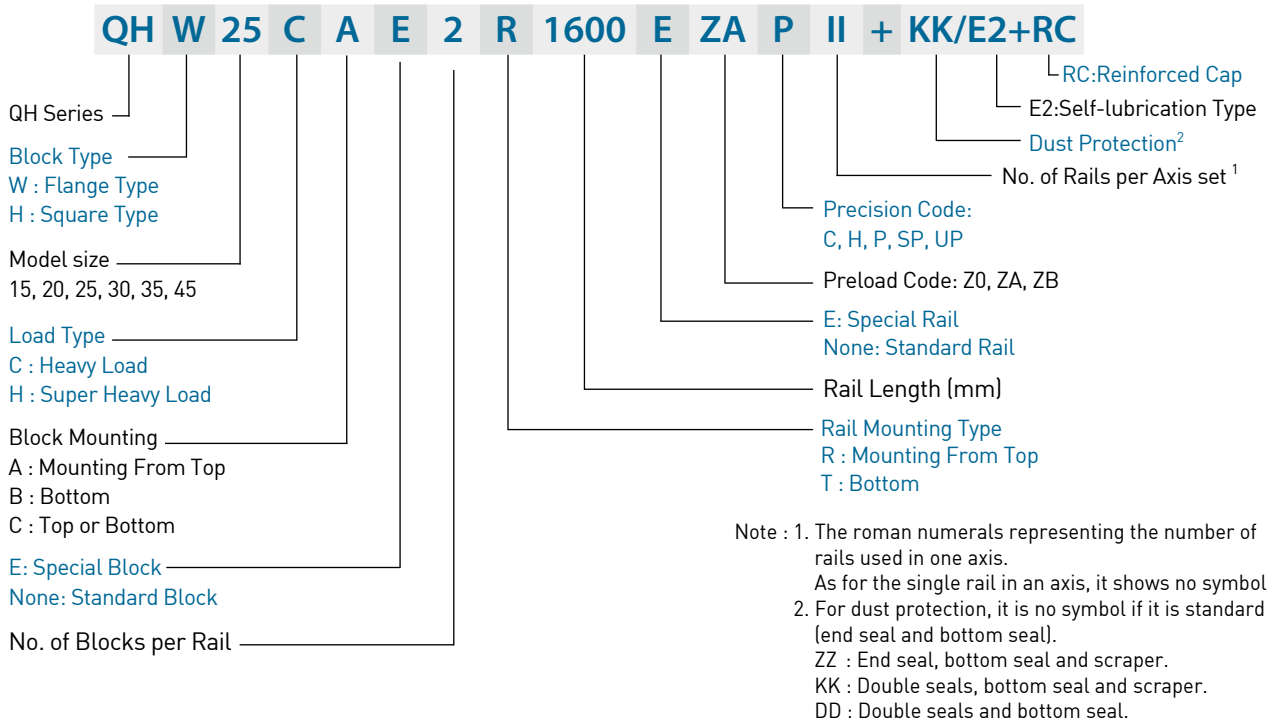 QH W 25 C A E 2 R 1600 E ZA P II + KK/E2+RC
QH Series
Block Type
W : Flange Type
H : Square Type
Model size
15, 20, 25, 30, 35, 45
Load Type
C : Heavy Load
H : Super Heavy Load
Block Mounting
A : Mounting From Top
B : Bottom
C : Top or Bottom
E: Special Block
None: Standard Block
No. of Blocks per Rail
RC:Reinforced Cap
E2:Self-lubrication Type
Dust Protection2
No. of Rails per Axis set 1
Precision Code:
C, H, P, SP, UP
Preload Code: Z0, ZA, ZB
E: Special Rail
None: Standard Rail
Rail Length (mm)
Rail Mounting Type
R : Mounting From Top
T : Bottom
Note : 1. The roman numerals representing the number of
rails used in one axis.
As for the single rail in an axis, it shows no symbol
2. For dust protection, it is no symbol if it is standard
(end seal and bottom seal).
ZZ : End seal, bottom seal and scraper.
KK : Double seals, bottom seal and scraper.
DD : Double seals and bottom seal.